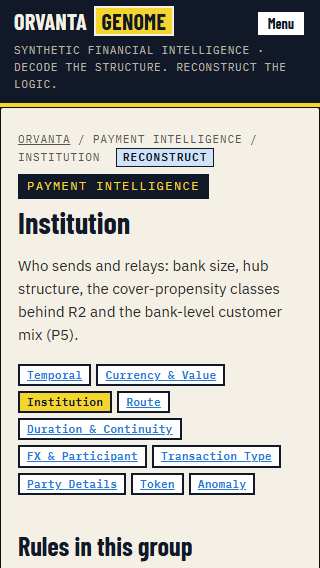 ORVANTA GENOME
Menu
SYNTHETIC FINANCIAL INTELLIGENCE ·
DECODE THE STRUCTURE. RECONSTRUCT THE
LOGIC.
ORVANTA / PAYMENT INTELLIGENCE /
INSTITUTION RECONSTRUCT
PAYMENT INTELLIGENCE
Institution
Who sends and relays: bank size, hub
structure, the cover-propensity classes
behind R2 and the bank-level customer
mix (P5).
Temporal Currency & Value
Institution Route
Duration & Continuity
FX & Participant Transaction Type
Party Details Token Anomaly
Rules in this group